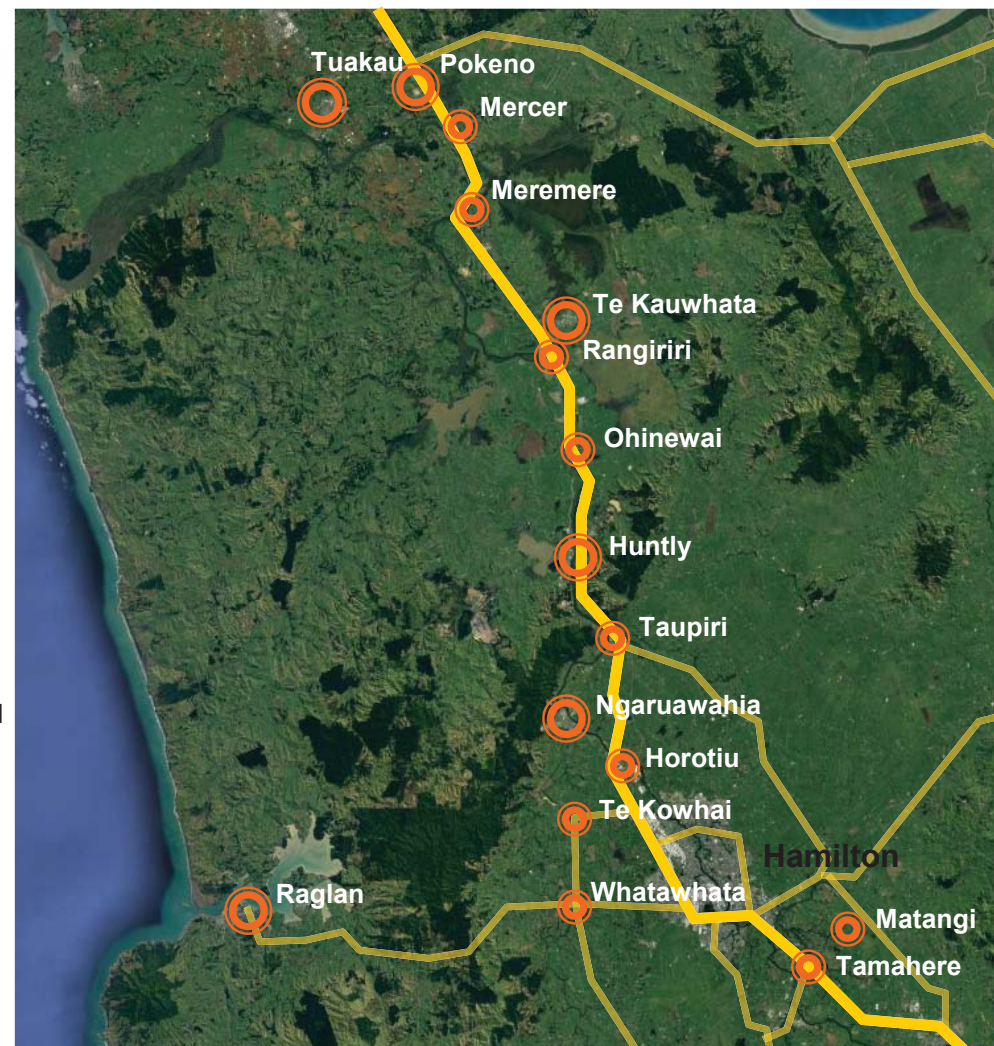 Tuakau
Pokeno
Mercer
Meremere
Te Kauwhata
Rangiriri
Ohinewai
Huntly
Taupiri
Ngaruawahia
Horotiu
Te Kowhai
Hamilton
Whatawhata
Raglan
Matangi
Tamahere